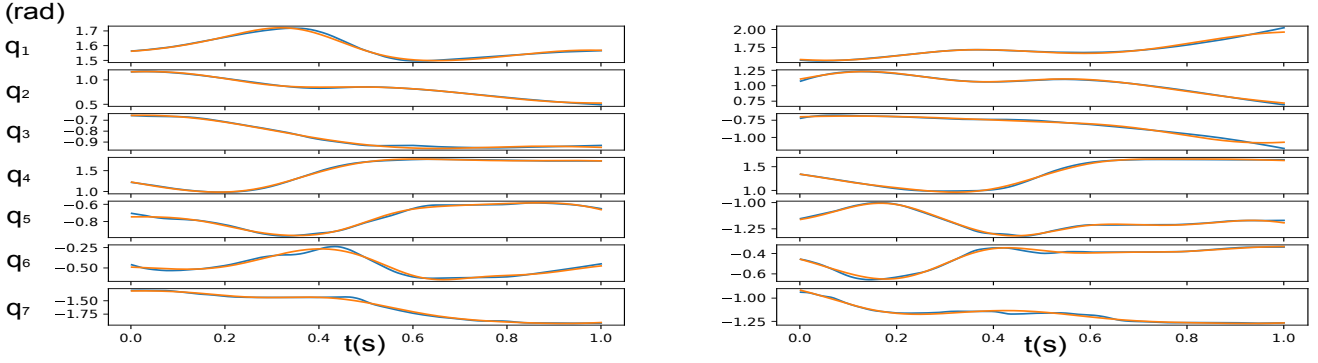 (rad)
q1 1.7 1.6 1.5 2.00 1.75
q2 1.0 0.5 1.25 1.00 0.75
q3 −0.7 −0.8 −0.9 −0.75 −1.00
q4 1.5 1.0 1.5 1.0
q5 −0.6 −0.8 −1.00 −1.25
q6 −0.25 −0.50 −0.4 −0.6
q7 −1.50 −1.75 −1.00 −1.25
0.0 0.2 0.4 0.6 0.8 1.0 0.0 0.2 0.4 0.6 0.8 1.0
t(s) t(s)